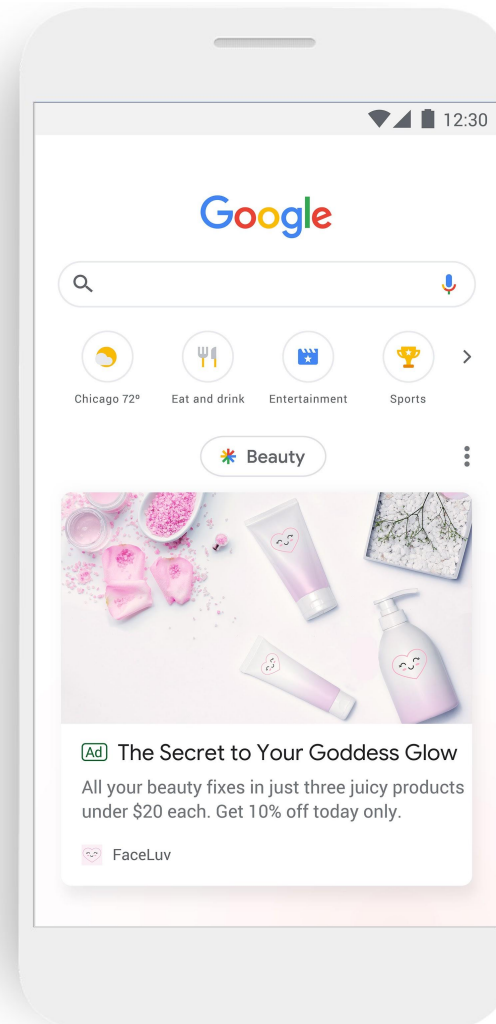 12:30
Google
Chicago 72º
Eat and drink
Entertainment
Sports
Beauty
Ad The Secret to Your Goddess Glow
All your beauty fixes in just three juicy products
under $20 each. Get 10% off today only.
FaceLuv